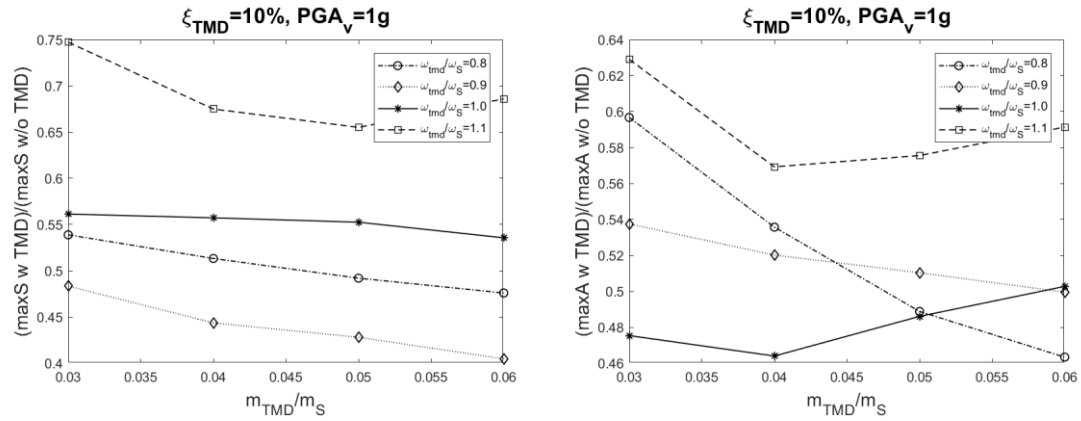 ξTMD=10%, PGAv=1g
(maxS w TMD)/(maxS w/o TMD)
0.75
0.7
0.65
0.6
0.55
0.5
0.45
0.4
ωtmd/ωS=0.8
ωtmd/ωS=0.9
ωtmd/ωS=1.0
ωtmd/ωS=1.1
0.03 0.035 0.04 0.045 0.05 0.055 0.06
mTMD/mS
ξTMD=10%, PGAv=1g
(maxA w TMD)/(maxA w/o TMD)
0.64
0.62
0.6
0.58
0.56
0.54
0.52
0.5
0.48
0.46
ωtmd/ωS=0.8
ωtmd/ωS=0.9
ωtmd/ωS=1.0
ωtmd/ωS=1.1
0.03 0.035 0.04 0.045 0.05 0.055 0.06
mTMD/mS